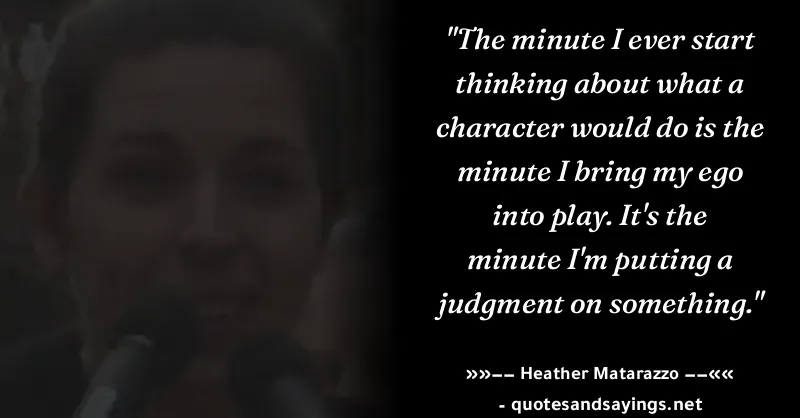 "The minute I ever start
thinking about what a
character would do is the
minute I bring my ego
into play. It's the
minute I'm putting a
judgment on something."
»»−− Heather Matarazzo −−««
- quotesandsayings.net